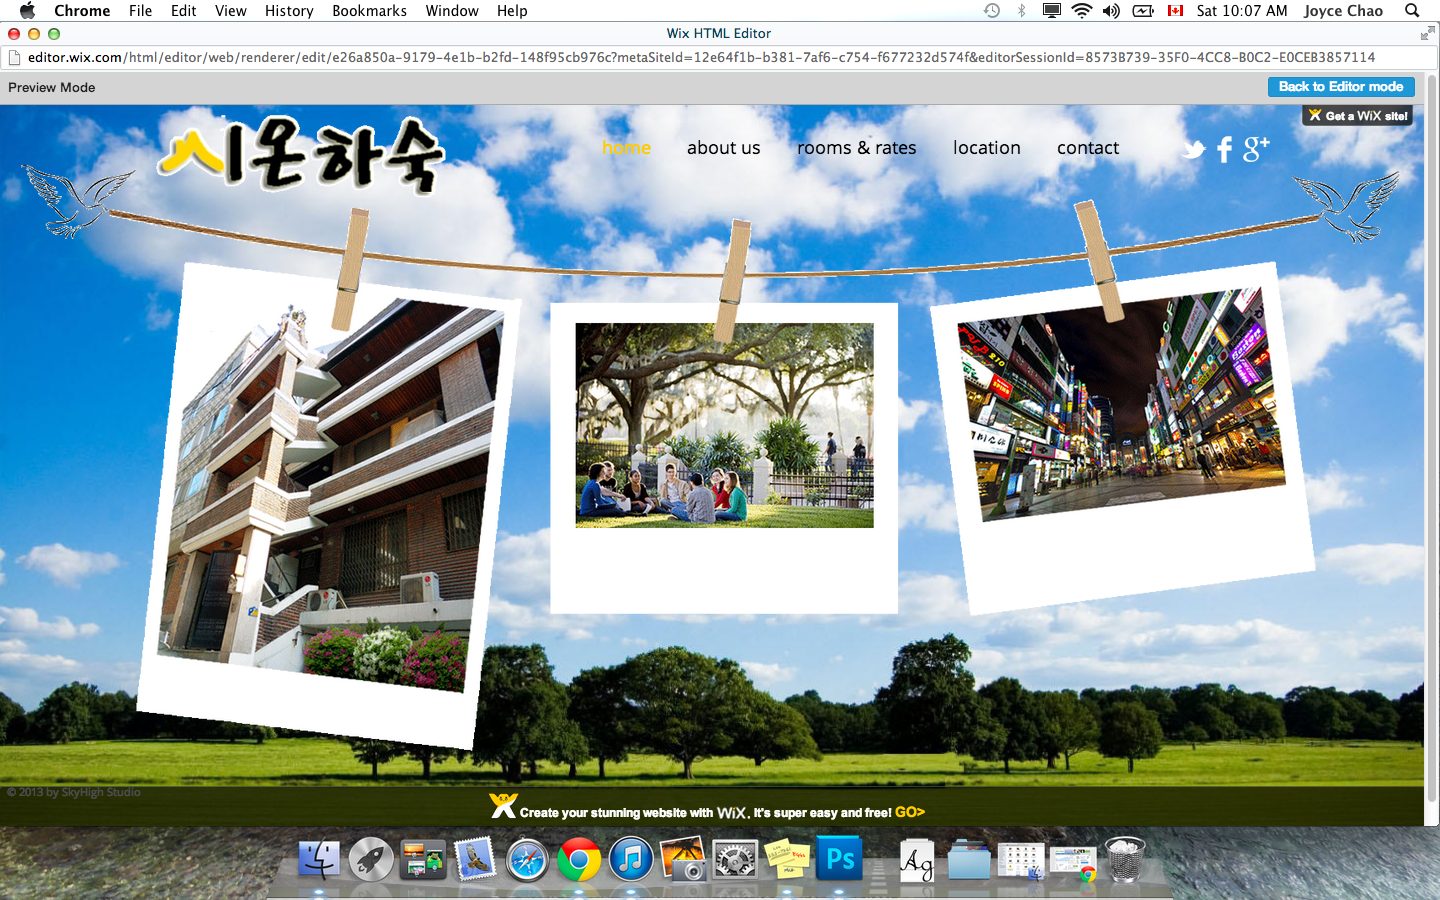 Chrome File Edit View History Bookmarks Window Help Sat 10:07 AM Joyce Chao
Wix HTML Editor
editor.wix.com/html/editor/web/renderer/edit/e26a850a-9179-4e1b-b2fd-148f95cb976c?metaSiteId=12e64f1b-b381-7af6-c754-f677232d574f&editorSessionId=8573B739-35F0-4CC8-B0C2-E0CEB3857114
Preview Mode
Back to Editor mode
Get a WiX site!
시온하숙
home about us rooms & rates location contact
© 2013 by SkyHigh Studio
Create your stunning website with WiX. It's super easy and free! GO>
Ps
Ag